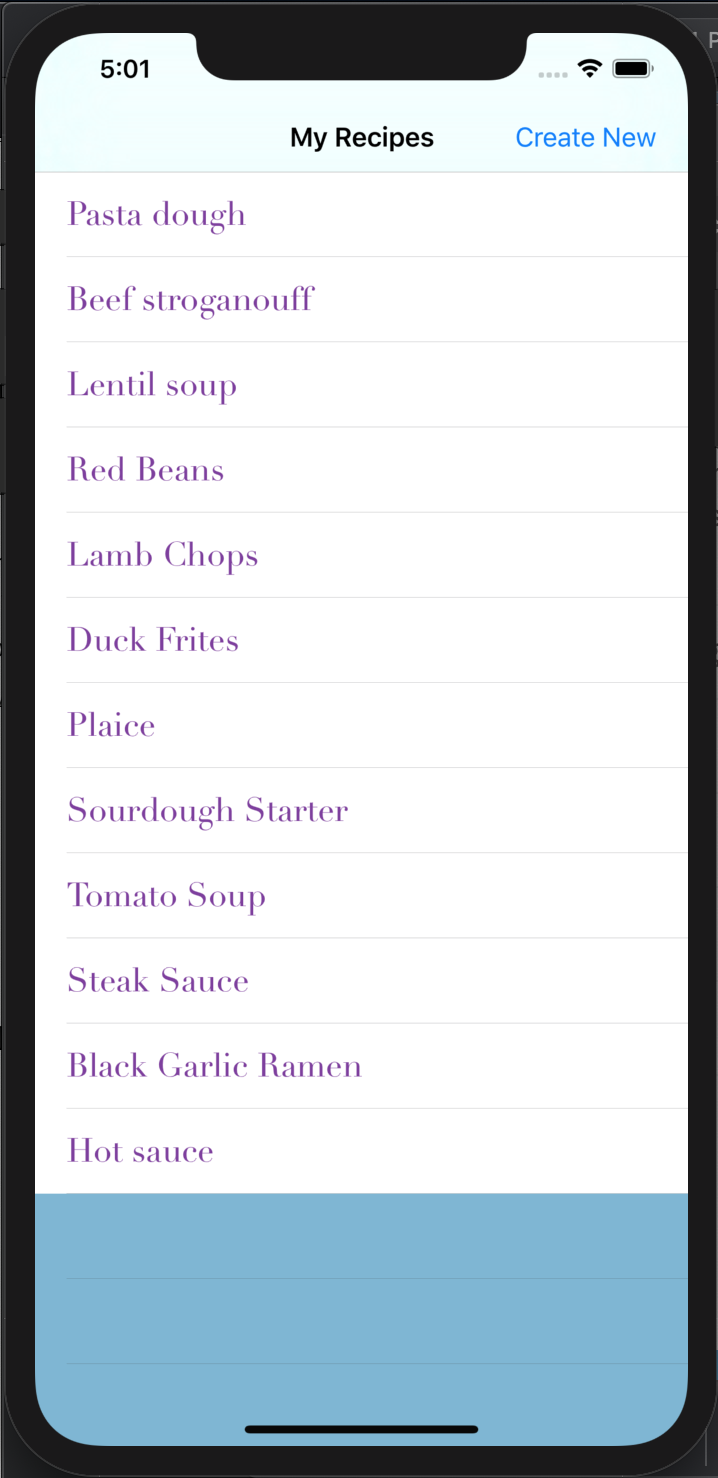 5:01
My Recipes Create New
Pasta dough
Beef stroganouff
Lentil soup
Red Beans
Lamb Chops
Duck Frites
Plaice
Sourdough Starter
Tomato Soup
Steak Sauce
Black Garlic Ramen
Hot sauce